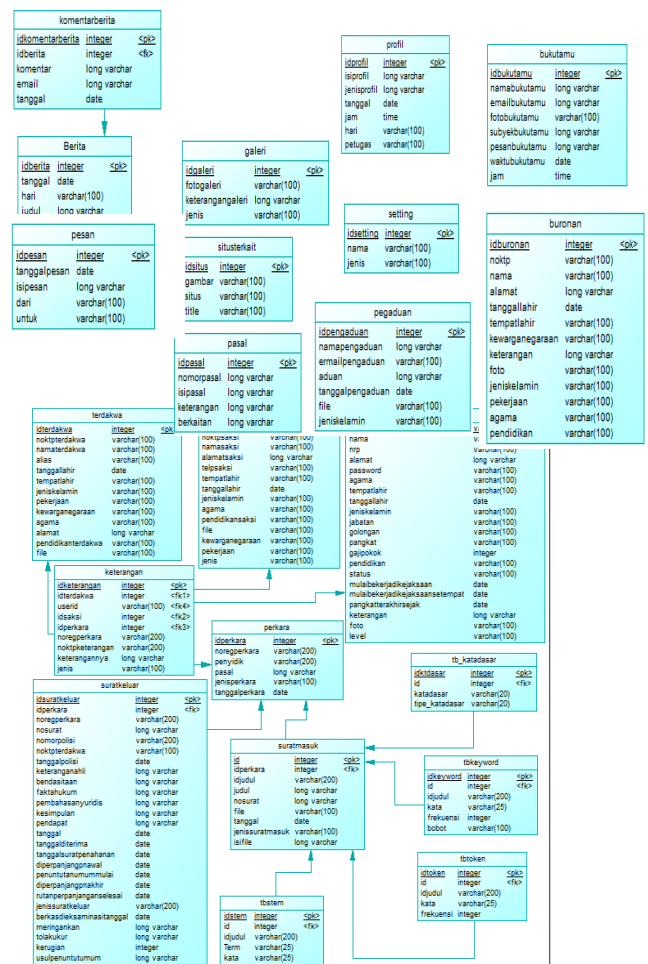 komentarberita
idkomentarberita integer <pk>
idberita integer <fk>
komentar long varchar
email long varchar
tanggal date
Berita
idberita integer <pk>
tanggal date
hari varchar(100)
judul long varchar
pesan
idpesan integer <pk>
tanggalpesan date
isipesan long varchar
dari varchar(100)
untuk varchar(100)
galeri
idgaleri integer <pk>
fotogaleri varchar(100)
keterangangaleri long varchar
jenis varchar(100)
situsterkait
idsitus integer <pk>
gambar varchar(100)
situs varchar(100)
title varchar(100)
pasal
idpasal integer <pk>
nomorpasal long varchar
isipasal long varchar
keterangan long varchar
berkaitan long varchar
profil
idprofil integer <pk>
isiprofil long varchar
jenisprofil long varchar
tanggal date
jam time
hari varchar(100)
petugas varchar(100)
setting
idsetting integer <pk>
nama varchar(100)
jenis varchar(100)
pegaduan
idpengaduan integer <pk>
namapengaduan long varchar
ermailpengaduan varchar(100)
aduan long varchar
tanggalpengaduan date
file varchar(100)
jeniskelamin varchar(100)
bukutamu
idbukutamu integer <pk>
namabukutamu long varchar
emailbukutamu long varchar
fotobukutamu varchar(100)
subyekbukutamu long varchar
pesanbukutamu long varchar
waktubukutamu date
jam time
buronan
idburonan integer <pk>
noktp varchar(100)
nama varchar(100)
alamat long varchar
tanggallahir date
tempatlahir varchar(100)
kewarganegaraan varchar(100)
keterangan long varchar
foto varchar(100)
jeniskelamin varchar(100)
pekerjaan varchar(100)
agama varchar(100)
pendidikan varchar(100)
terdakwa
idterdakwa integer <pk>
noktpterdakwa varchar(100)
namaterdakwa varchar(100)
alias varchar(100)
tanggallahir date
tempatlahir varchar(100)
jeniskelamin varchar(100)
pekerjaan varchar(100)
kewarganegaraan varchar(100)
agama varchar(100)
alamat long varchar
pendidikanterdakwa varchar(100)
file varchar(100)
noktpsaksi varchar(100)
namasaksi varchar(100)
alamatsaksi long varchar
telpsaksi varchar(100)
tempatlahir varchar(100)
tanggallahir date
jeniskelamin varchar(100)
agama varchar(100)
pendidikansaksi varchar(100)
file varchar(100)
kewarganegaraan varchar(100)
pekerjaan varchar(100)
jenis varchar(100)
nama
nrp varchar(100)
alamat long varchar
password varchar(100)
agama varchar(100)
tempatlahir varchar(100)
tanggallahir date
jeniskelamin varchar(100)
jabatan varchar(100)
golongan varchar(100)
pangkat varchar(100)
gajipokok integer
pendidikan varchar(100)
status varchar(100)
mulaibekerjadikejaksaan date
mulaibekerjadikejaksaansetempat date
pangkatterakhirsejak date
keterangan long varchar
foto varchar(100)
level varchar(100)
keterangan
idketerangan integer <pk>
idterdakwa integer <fk1>
userid varchar(100) <fk4>
idsaksi integer <fk2>
idperkara integer <fk3>
noregperkara varchar(200)
noktpketerangan varchar(200)
keterangannya long varchar
jenis varchar(100)
perkara
idperkara integer <pk>
noregperkara varchar(200)
penyidik varchar(200)
pasal long varchar
jenisperkara varchar(100)
tanggalperkara date
suratkeluar
idsuratkeluar integer <pk>
idperkara integer <fk>
noregperkara varchar(200)
nosurat long varchar
nomorpolisi varchar(200)
noktpterdakwa varchar(100)
tanggalpolisi date
keteranganahli long varchar
bendasitaan long varchar
faktahukum long varchar
pembahasanyuridis long varchar
kesimpulan long varchar
pendapat long varchar
tanggal date
tanggalditerima date
tanggalsuratpenahanan date
diperpanjangpnawal date
penuntutanumummulai date
diperpanjangpnakhir date
rutanperpanjanganselesai date
jenissuratkeluar varchar(200)
berkasdieksaminasitanggal date
meringankan long varchar
tolakukur long varchar
kerugian integer
usulpenuntutumum long varchar
suratmasuk
id integer <pk>
idperkara integer <fk>
idjudul varchar(200)
judul long varchar
nosurat long varchar
file varchar(100)
tanggal date
jenissuratmasuk varchar(100)
isifile long varchar
tbstem
idstem integer <pk>
id integer <fk>
idjudul varchar(200)
Term varchar(25)
kata varchar(25)
tb_katadasar
idktdasar integer <pk>
id integer <fk>
katadasar varchar(20)
tipe_katadasar varchar(20)
tbkeyword
idkeyword integer <pk>
id integer <fk>
idjudul varchar(200)
kata varchar(25)
frekuensi integer
bobot varchar(100)
tbtoken
idtoken integer <pk>
id integer <fk>
idjudul varchar(200)
kata varchar(25)
frekuensi integer